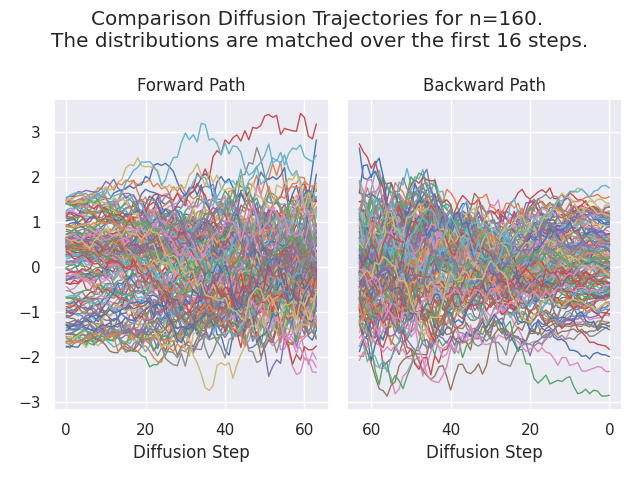 Comparison Diffusion Trajectories for n=160.
The distributions are matched over the first 16 steps.
Forward Path
Backward Path
3
2
1
0
−1
−2
−3
0 20 40 60
60 40 20 0
Diffusion Step
Diffusion Step